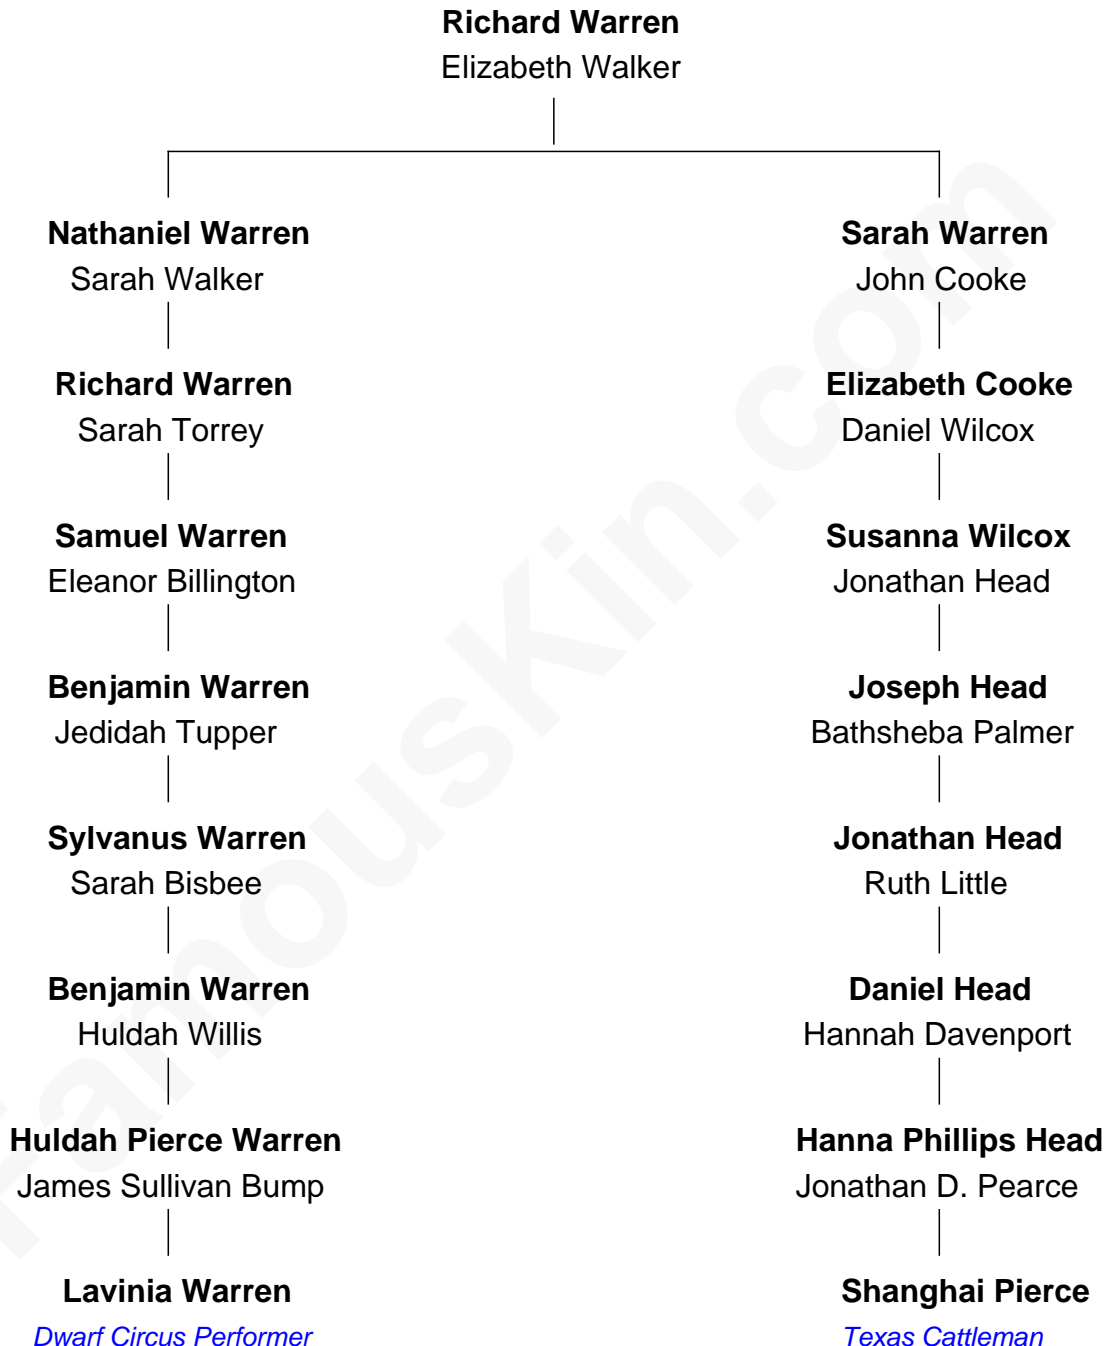 Richard Warren
Elizabeth Walker
Nathaniel Warren
Sarah Walker
Richard Warren
Sarah Torrey
Samuel Warren
Eleanor Billington
Benjamin Warren
Jedidah Tupper
Sylvanus Warren
Sarah Bisbee
Benjamin Warren
Huldah Willis
Huldah Pierce Warren
James Sullivan Bump
Lavinia Warren
Dwarf Circus Performer
Sarah Warren
John Cooke
Elizabeth Cooke
Daniel Wilcox
Susanna Wilcox
Jonathan Head
Joseph Head
Bathsheba Palmer
Jonathan Head
Ruth Little
Daniel Head
Hannah Davenport
Hanna Phillips Head
Jonathan D. Pearce
Shanghai Pierce
Texas Cattleman
FamousKin.com